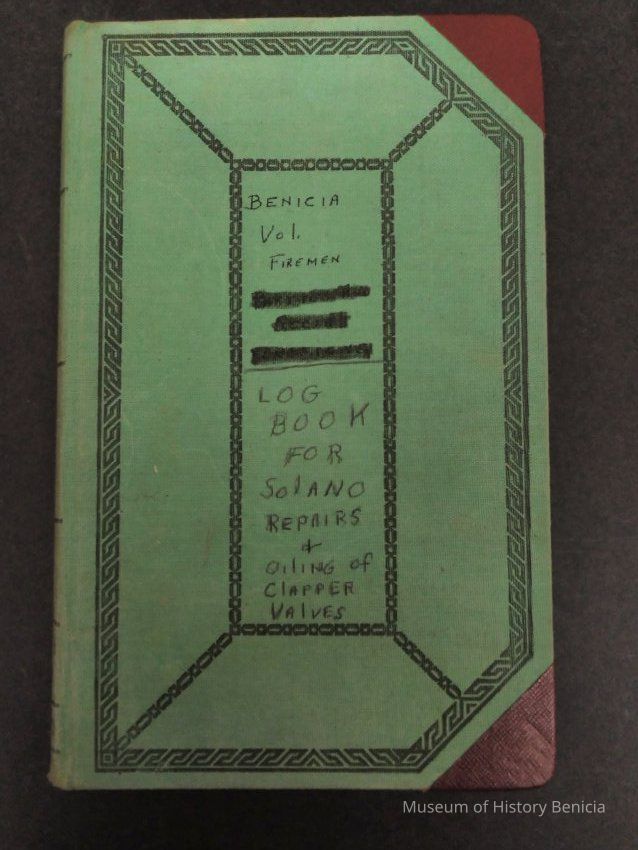 BENICIA
Vol.
FIREMEN
LOG
BOOK
FOR
SolANO
REPAIRS
+
OILING of
ClAPPER
VAlVES
Museum of History Benicia